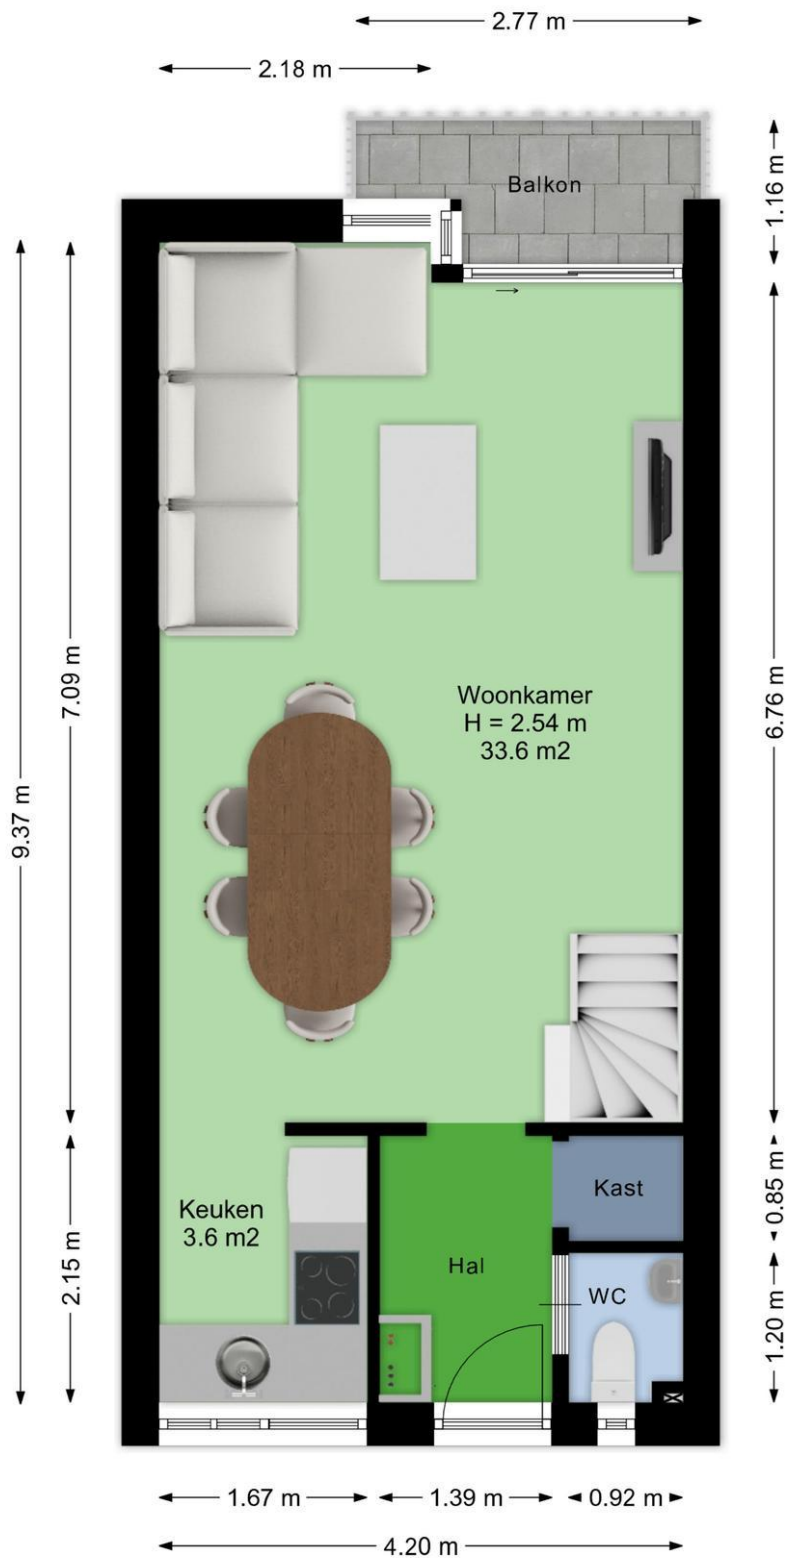 2.77 m
2.18 m
Balkon
1.16 m
9.37 m
7.09 m
6.76 m
Woonkamer
H = 2.54 m
33.6 m2
Keuken
3.6 m2
2.15 m
Hal
Kast
0.85 m
WC
1.20 m
1.67 m
1.39 m
0.92 m
4.20 m